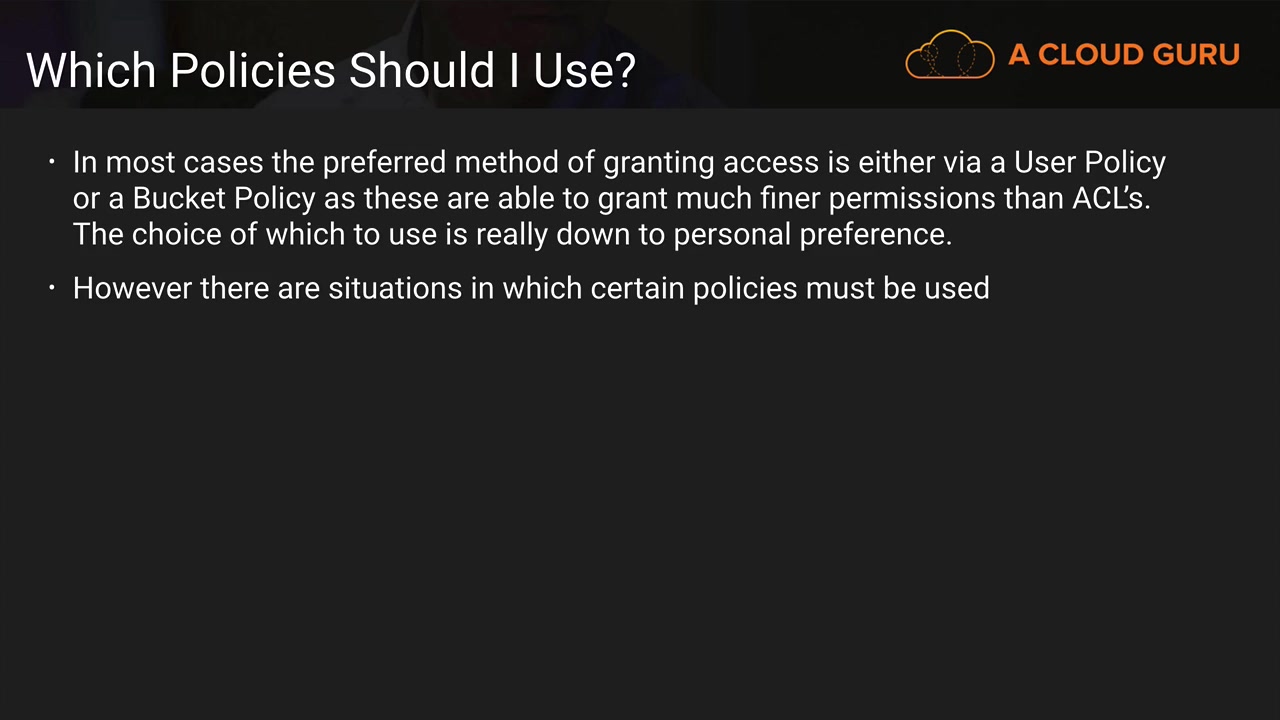 Which Policies Should I Use?
A CLOUD GURU
• In most cases the preferred method of granting access is either via a User Policy
or a Bucket Policy as these are able to grant much finer permissions than ACL’s.
The choice of which to use is really down to personal preference.
• However there are situations in which certain policies must be used